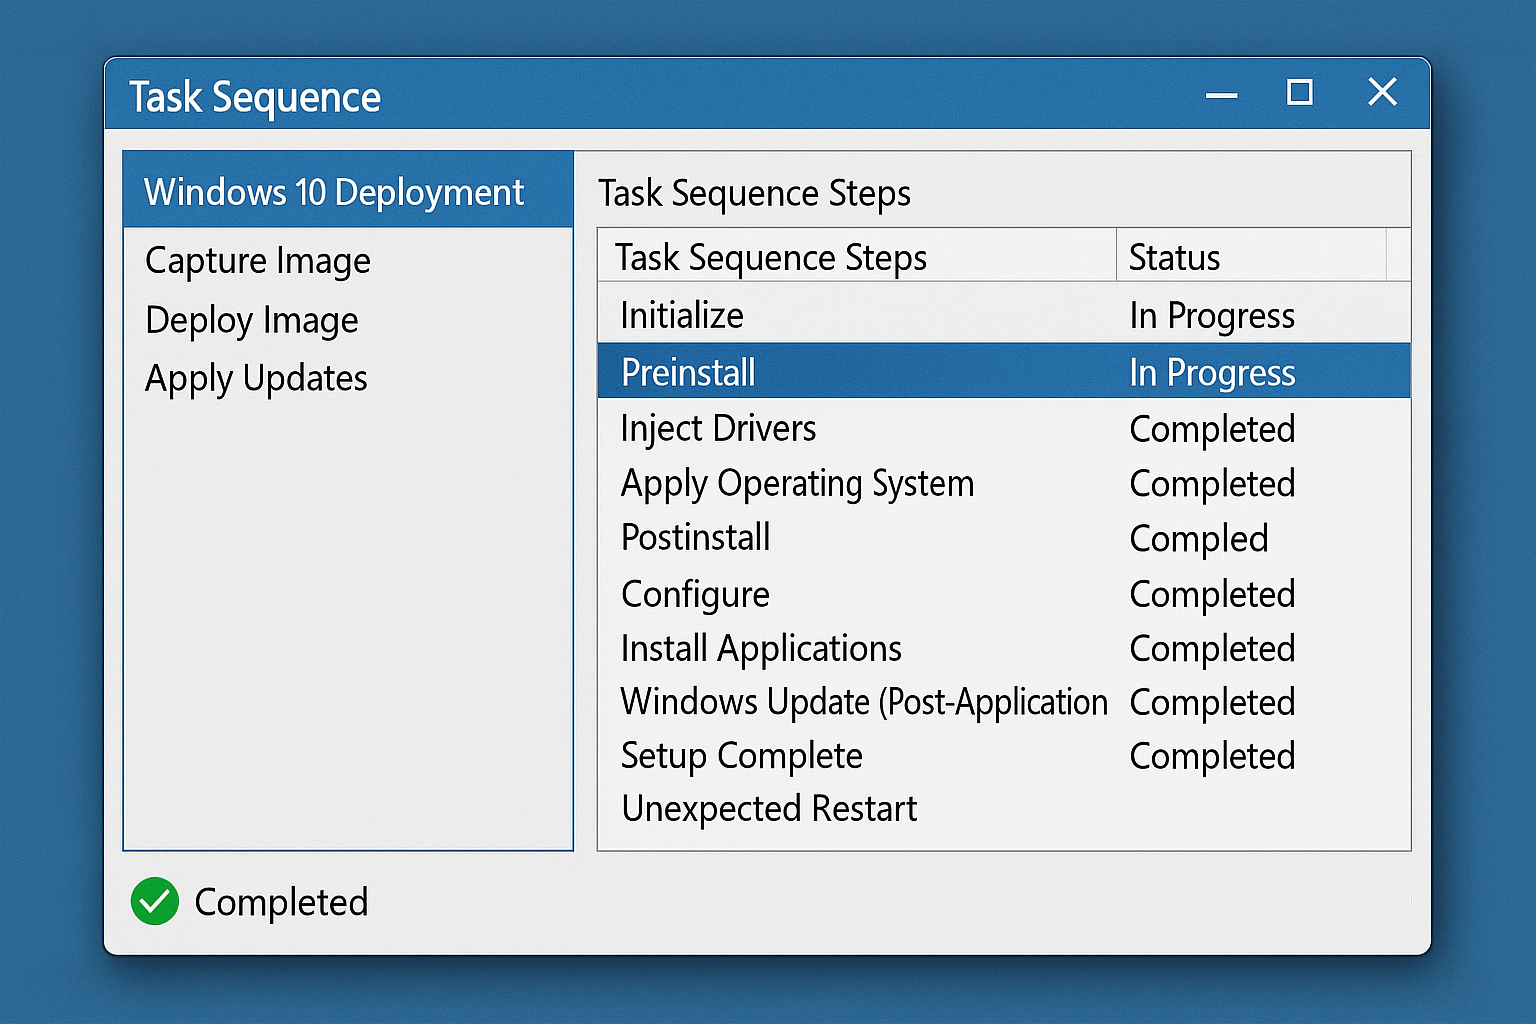 Task Sequence
Windows 10 Deployment
Capture Image
Deploy Image
Apply Updates
Task Sequence Steps
Task Sequence Steps Status
Initialize In Progress
Preinstall In Progress
Inject Drivers Completed
Apply Operating System Completed
Postinstall Compled
Configure Completed
Install Applications Completed
Windows Update (Post-Application Completed
Setup Complete Completed
Unexpected Restart
Completed